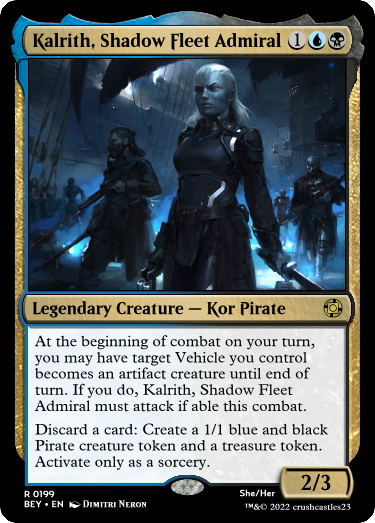 Kalrith, Shadow Fleet Admiral 1
Legendary Creature — Kor Pirate
At the beginning of combat on your turn,
you may have target Vehicle you control
becomes an artifact creature until end of
turn. If you do, Kalrith, Shadow Fleet
Admiral must attack if able this combat.
Discard a card: Create a 1/1 blue and black
Pirate creature token and a treasure token.
Activate only as a sorcery.
2/3
R 0199
BEY • EN Dimitri Neron
She/Her
™&© 2022 crushcastles23